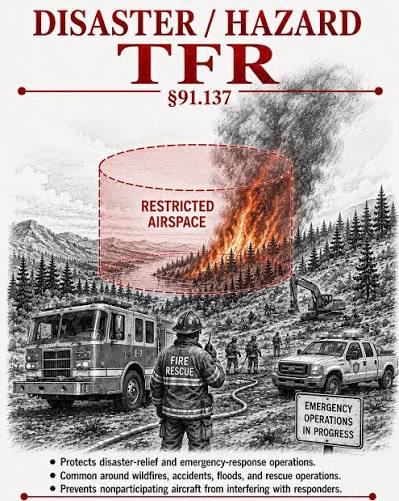 DISASTER / HAZARD
TFR
§91.137
RESTRICTED
AIRSPACE
FIRE
RESCUE
EMERGENCY
OPERATIONS
IN PROGRESS
• Protects disaster-relief and emergency-response operations.
• Common around wildfires, accidents, floods, and rescue operations.
• Prevents nonparticipating aircraft from interfering with responders.